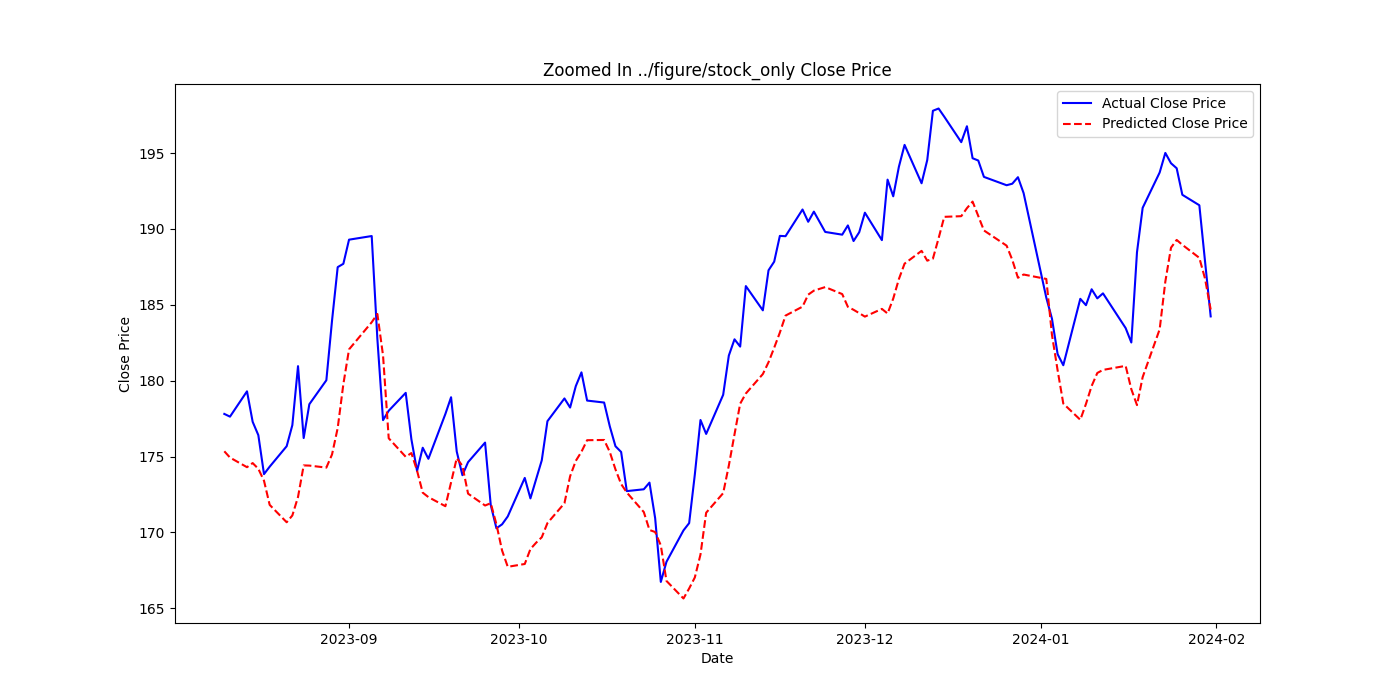 Zoomed In ../figure/stock_only Close Price
Actual Close Price
Predicted Close Price
Close Price
195
190
185
180
175
170
165
2023-09
2023-10
2023-11
2023-12
2024-01
2024-02
Date